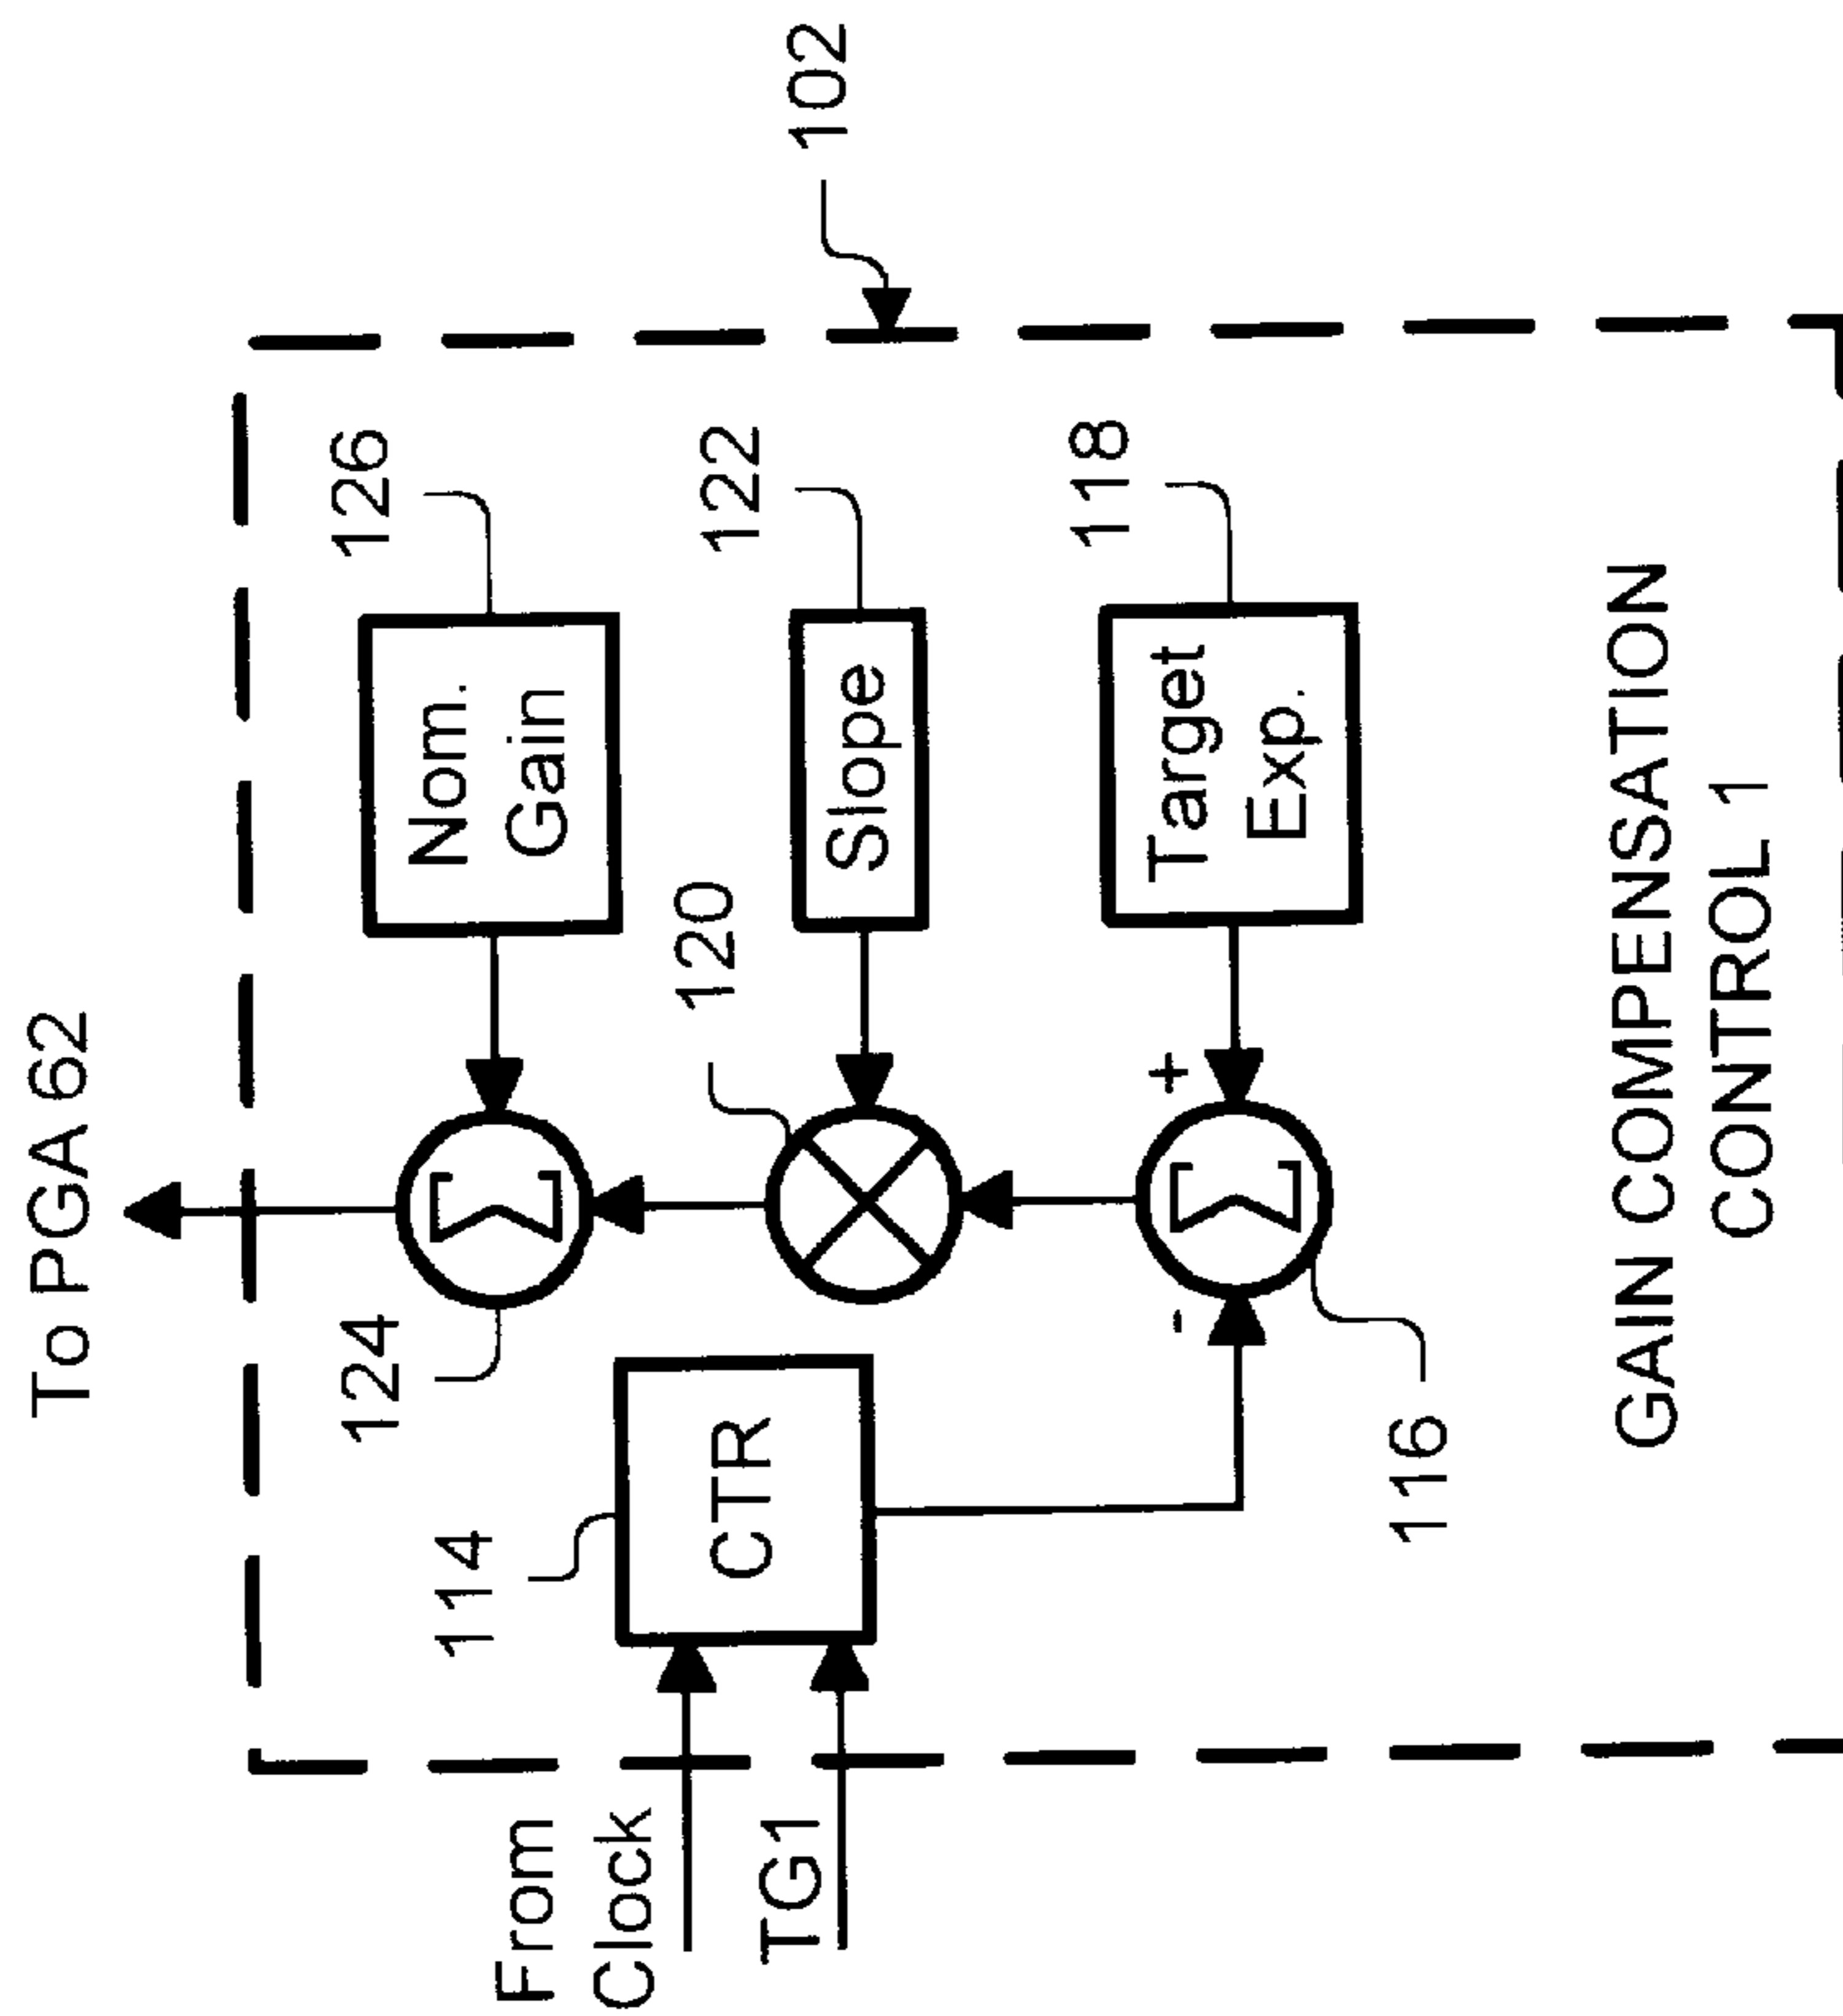 To PGA 62
124
126
From
Clock
114
Nom.
Gain
TG1
CTR
120
122
Slope
102
-
+
Σ
Σ
116
118
Target
Exp.
GAIN COMPENSATION
CONTROL 1